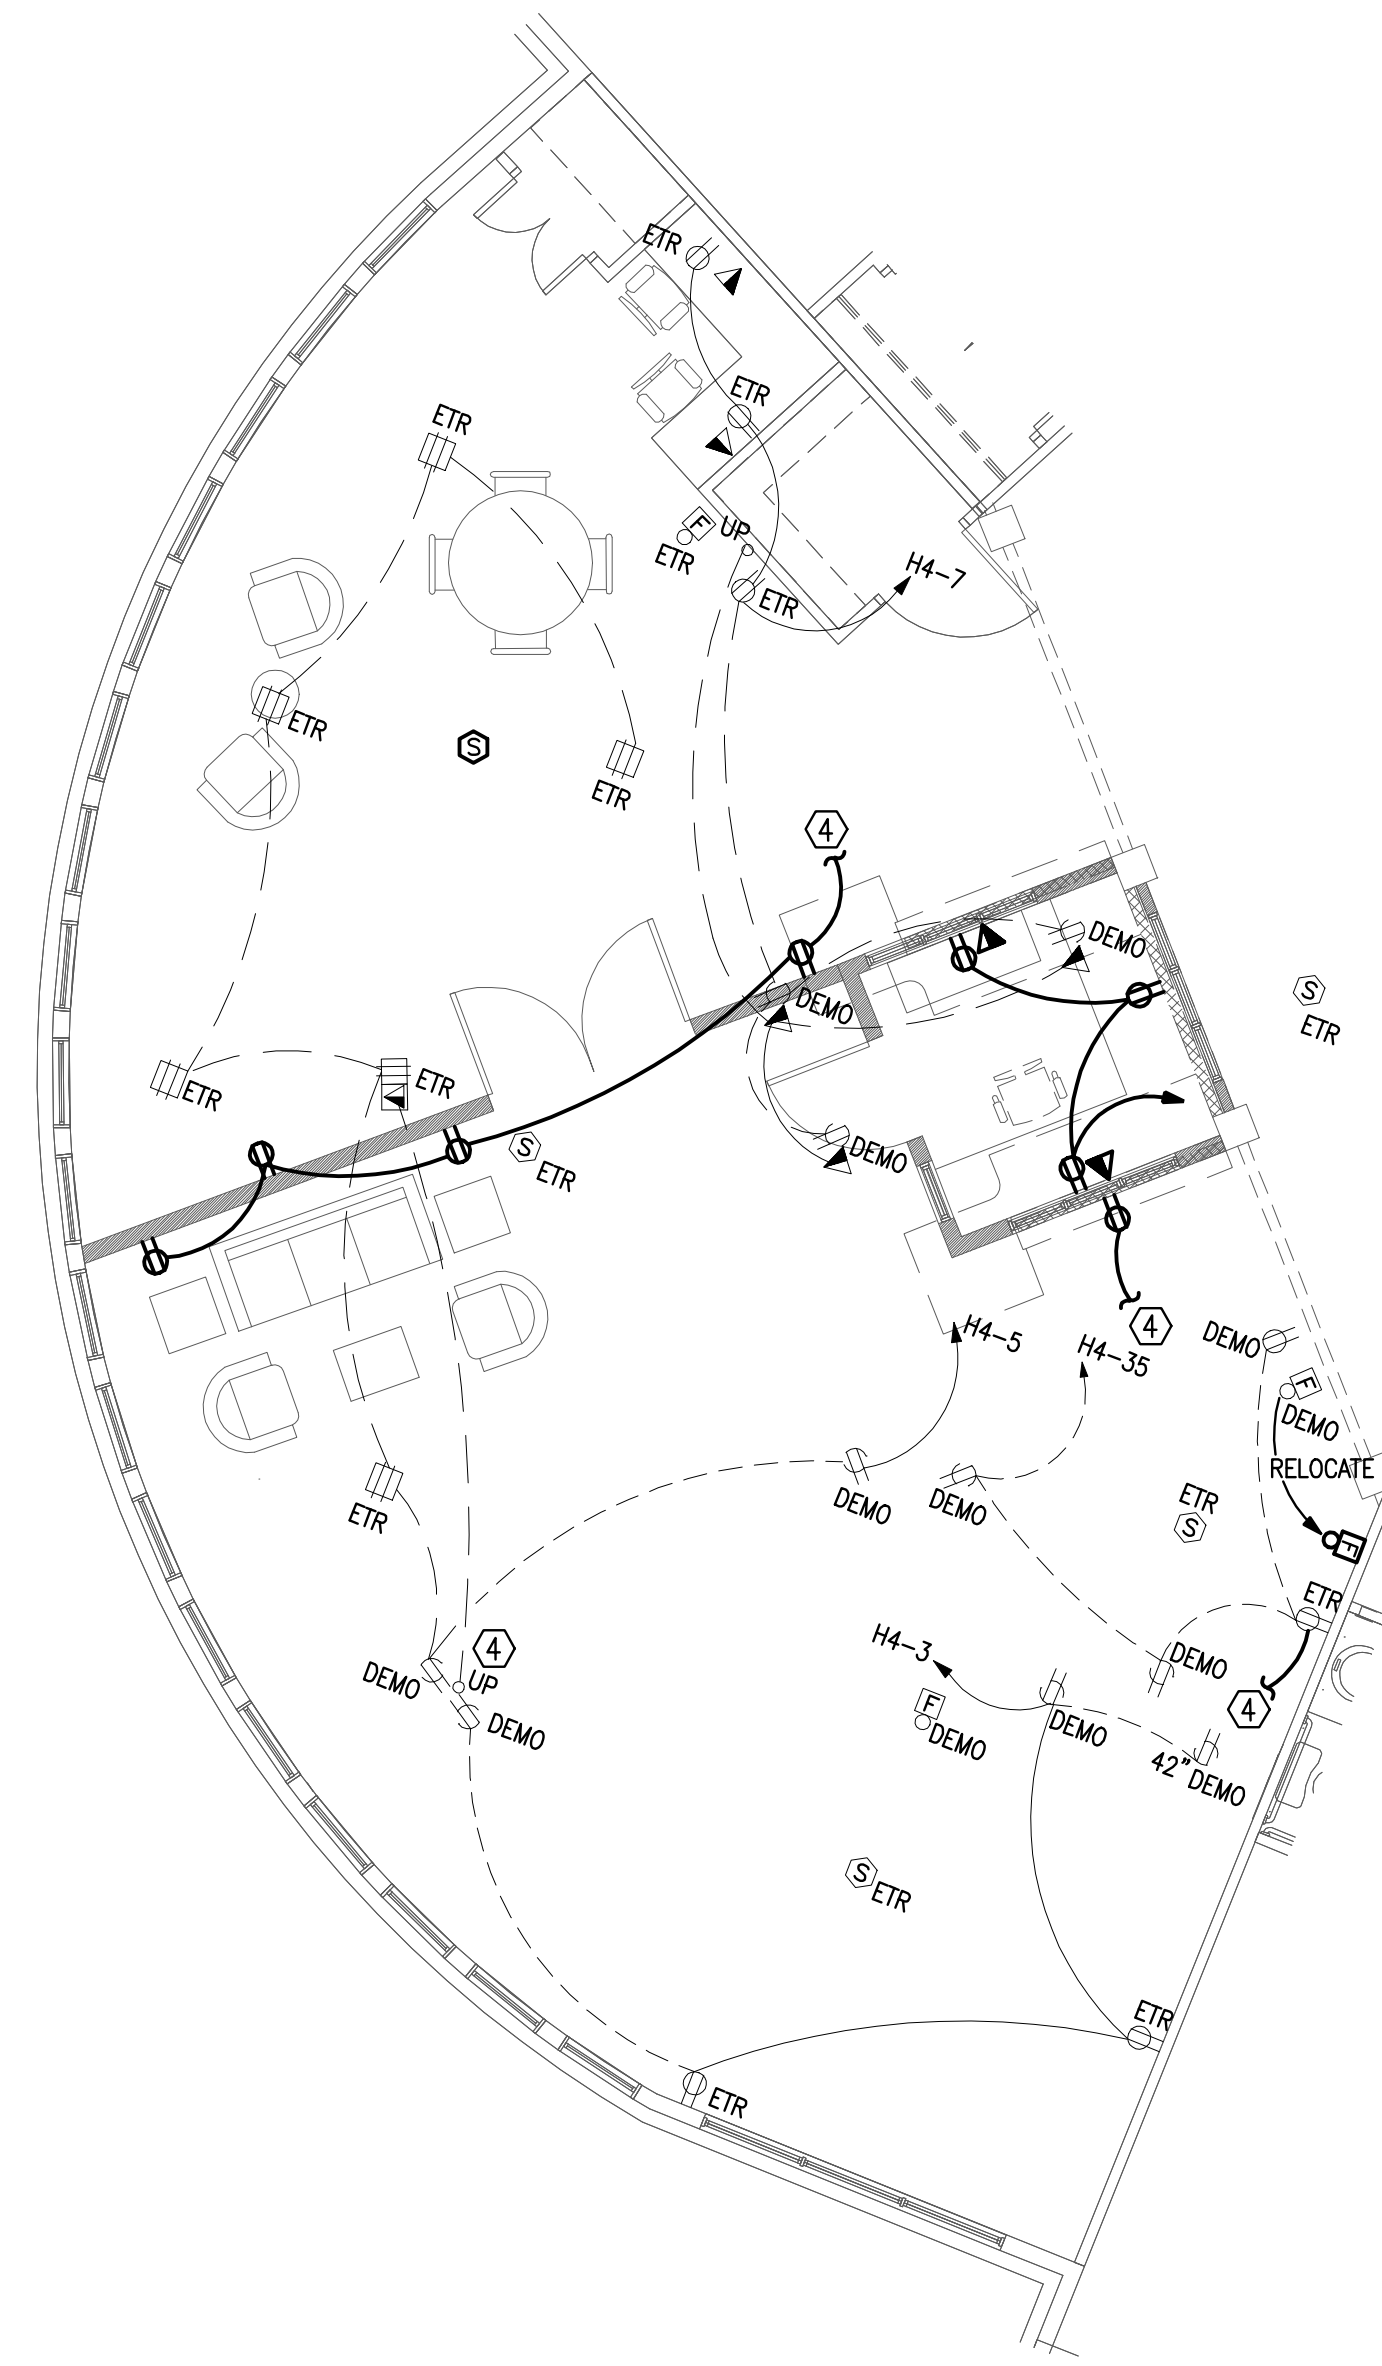 ETR
ETR
ETR
F
UP
ETR
H4-7
ETR
ETR
S
ETR
4
DEMO
DEMO
S
ETR
ETR
ETR
DEMO
S
ETR
4
H4-5
H4-35
DEMO
F
DEMO
RELOCATE
DEMO
DEMO
ETR
S
F
ETR
ETR
H4-3
4
DEMO
UP
DEMO
DEMO
F
DEMO
DEMO
4
42" DEMO
S
ETR
ETR
ETR